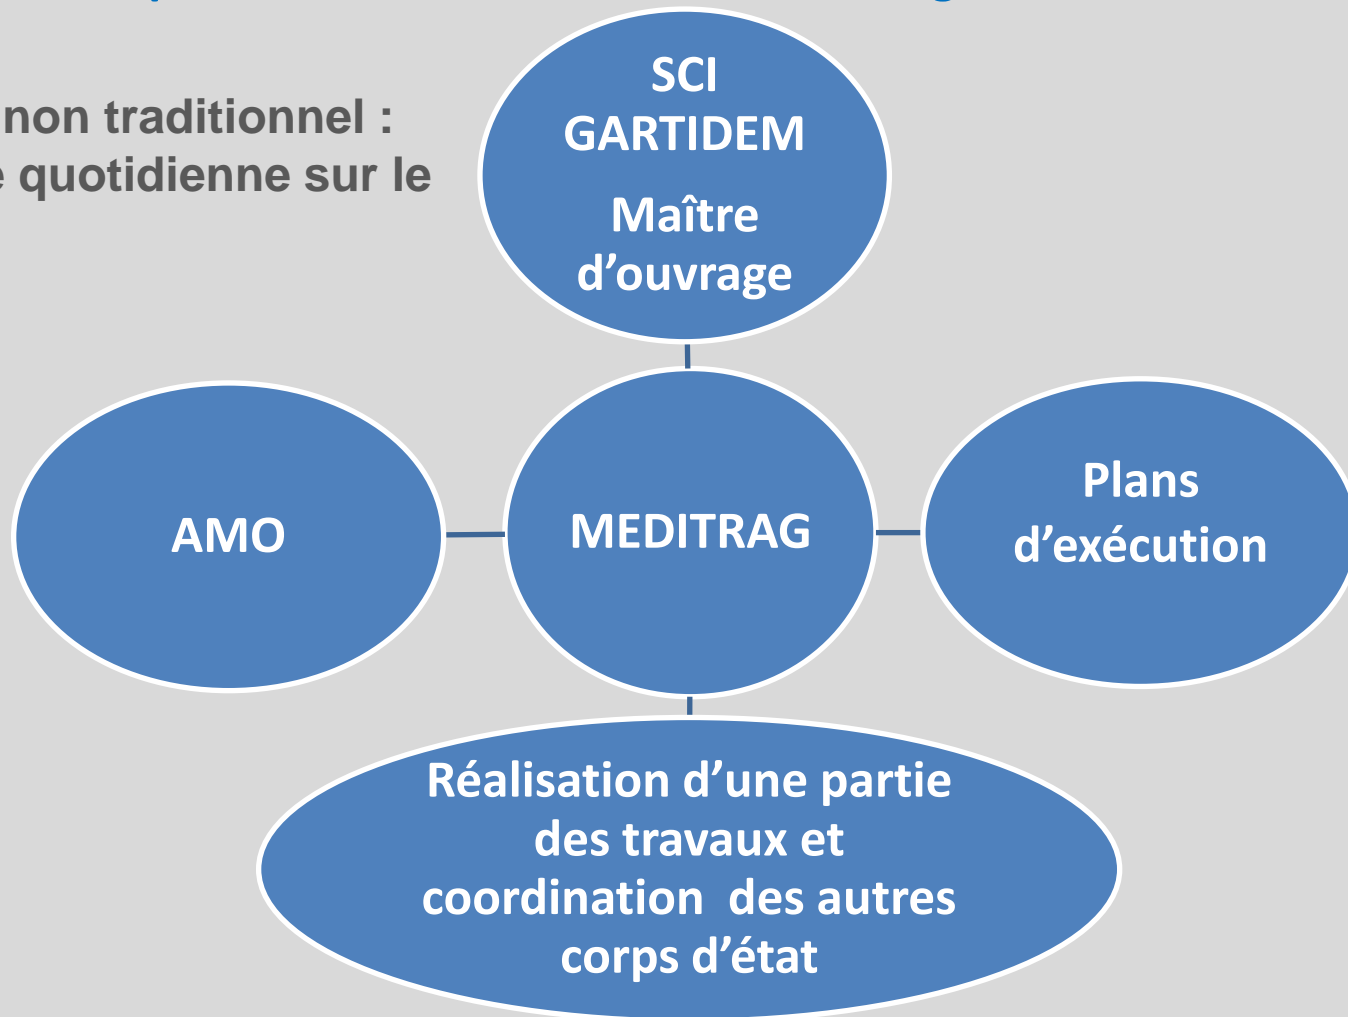 non traditionnel :
quotidienne sur le
SCI
GARTIDEM
Maître
d’ouvrage
AMO
MEDITRAG
Plans
d’exécution
Réalisation d’une partie
des travaux et
coordination des autres
corps d’état